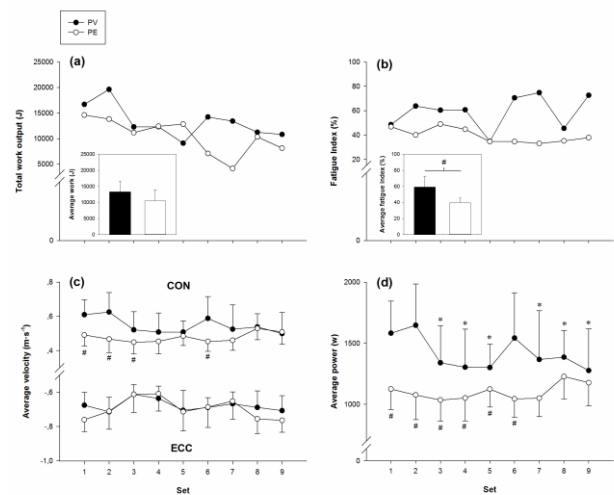 PV
PE
(a)
Total work output (J)
25000
20000
15000
10000
5000
0
Average work (J)
25000
20000
15000
10000
5000
0
(b)
Fatigue Index (%)
100
80
60
40
20
0
#
Average fatigue index (%)
80
60
40
20
0
(c)
CON
Average velocity (m·s-1)
,8
,6
,4
# # # #
,6
,8
-1,0
ECC
1 2 3 4 5 6 7 8 9
Set
(d)
Average power (w)
2000
1500
1000
0
* * * * * *
# # # # # #
1 2 3 4 5 6 7 8 9
Set